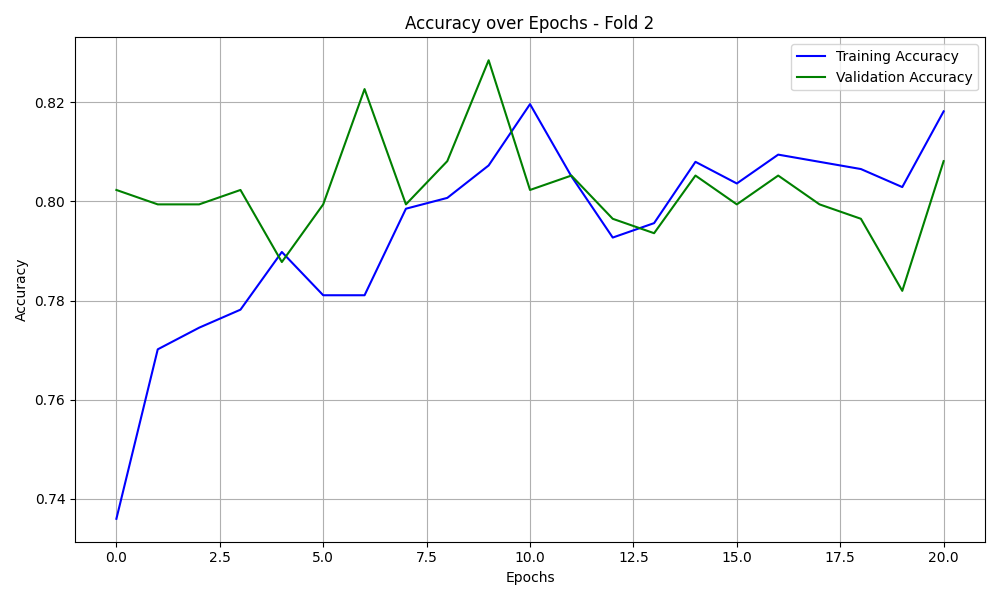 Accuracy over Epochs - Fold 2
Training Accuracy
Validation Accuracy
0.82
0.80
0.78
0.76
0.74
Accuracy
0.0 2.5 5.0 7.5 10.0 12.5 15.0 17.5 20.0
Epochs